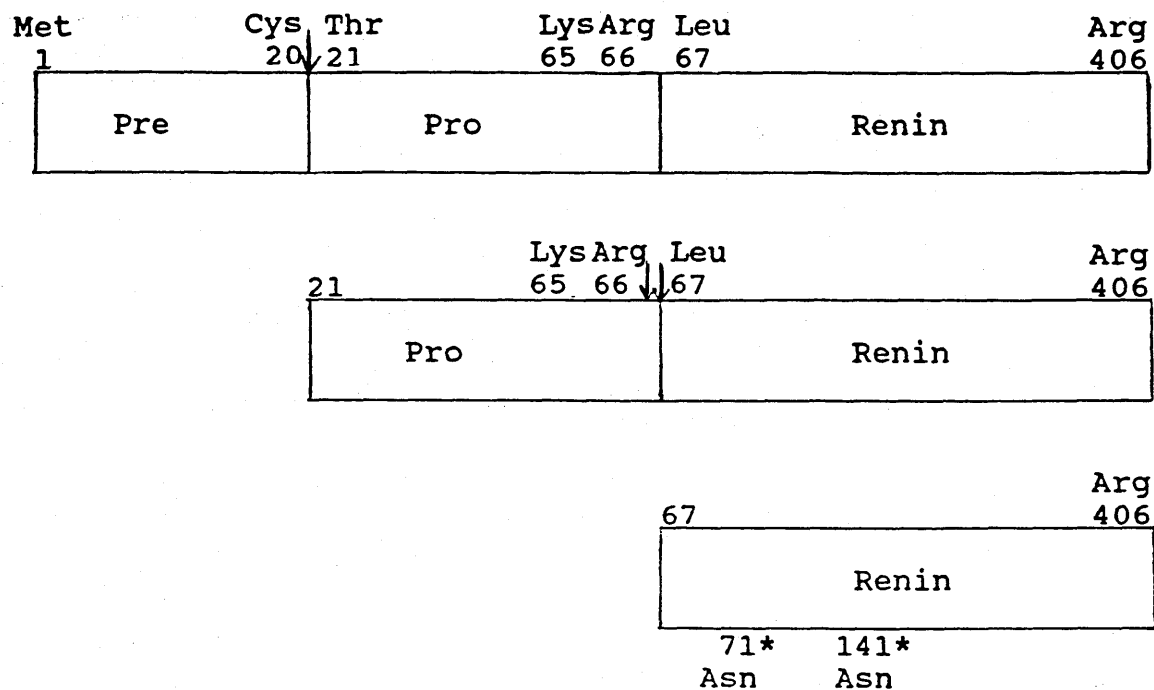 Met Cys Thr Lys Arg Leu Arg
1 20 21 65 66 67 406
Pre Pro Renin
Lys Arg Leu Arg
21 65 66 67 406
Pro Renin
Arg
67 406
Renin
71* 141*
Asn Asn